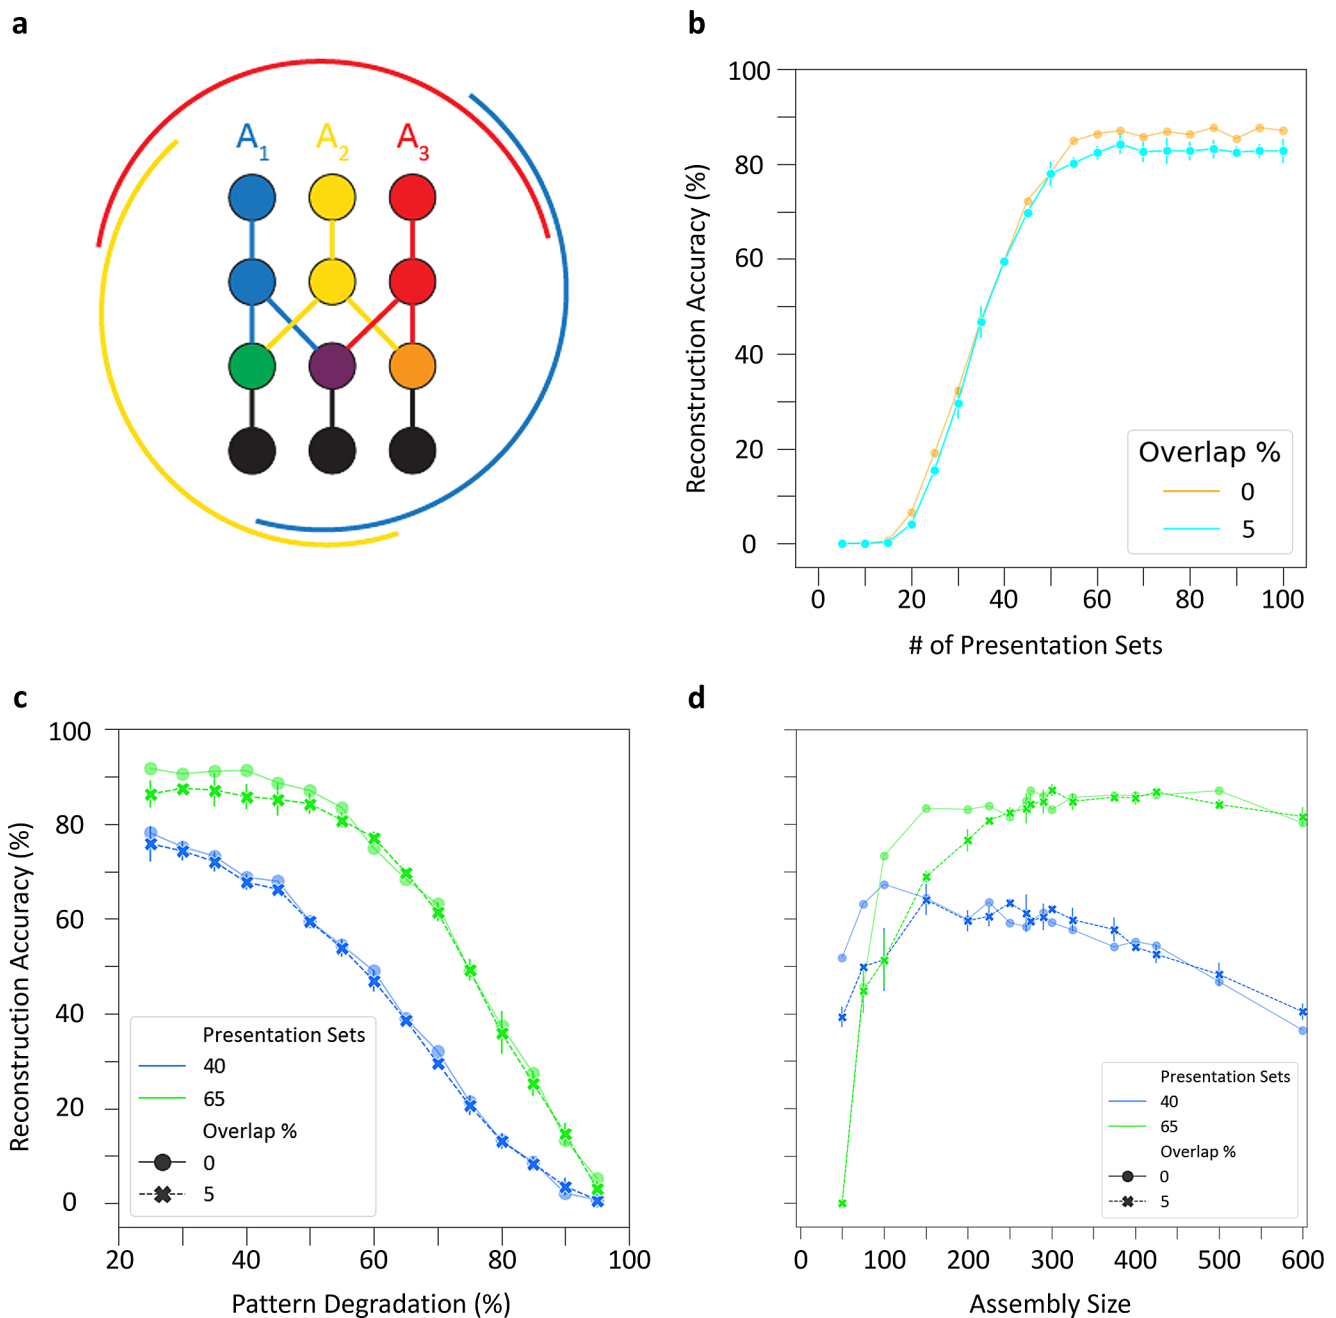 a
A1 A2 A3
b
100
80
60
40
20
0
Reconstruction Accuracy (%)
Overlap %
0
5
0 20 40 60 80 100
# of Presentation Sets
c
100
80
60
40
20
0
Reconstruction Accuracy (%)
Presentation Sets
40
65
Overlap %
0
5
20 40 60 80 100
Pattern Degradation (%)
d
Presentation Sets
40
65
Overlap %
0
5
0 100 200 300 400 500 600
Assembly Size